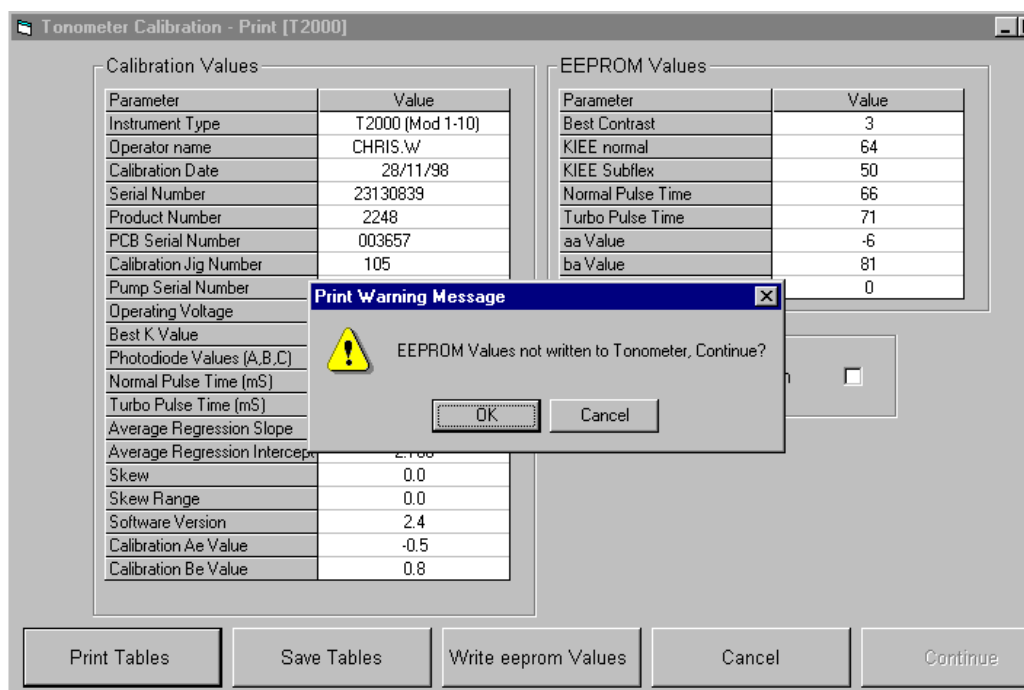 Tonometer Calibration - Print [T2000]
Calibration Values
Parameter Value
Instrument Type T2000 (Mod 1-10)
Operator name CHRIS.W
Calibration Date 28/11/98
Serial Number 23130839
Product Number 2248
PCB Serial Number 003657
Calibration Jig Number 105
Pump Serial Number
Operating Voltage
Best K Value
Photodiode Values (A,B,C)
Normal Pulse Time (mS)
Turbo Pulse Time (mS)
Average Regression Slope
Average Regression Intercept
Skew 0.0
Skew Range 0.0
Software Version 2.4
Calibration Ae Value -0.5
Calibration Be Value 0.8
EEPROM Values
Parameter Value
Best Contrast 3
KIEE normal 64
KIEE Subflex 50
Normal Pulse Time 66
Turbo Pulse Time 71
aa Value -6
ba Value 81
0
Print Warning Message
EEPROM Values not written to Tonometer, Continue?
OK Cancel
Print Tables Save Tables Write eeprom Values Cancel Continue